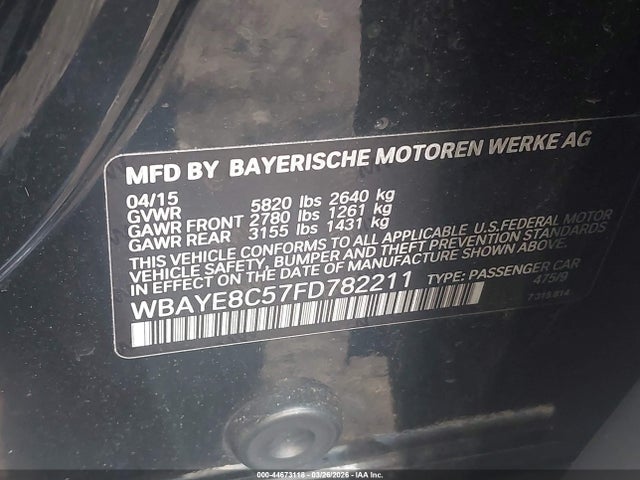 MFD BY BAYERISCHE MOTOREN WERKE AG
04/15
GVWR 5820 lbs 2640 kg
GAWR FRONT 2780 lbs 1261 kg
GAWR REAR 3155 lbs 1431 kg
THIS VEHICLE CONFORMS TO ALL APPLICABLE U.S.FEDERAL MOTOR
VEHICLE SAFETY, BUMPER, AND THEFT PREVENTION STANDARDS
IN EFFECT ON THE DATE OF MANUFACTURE SHOWN ABOVE.
WBAYE8C57FD782211 TYPE: PASSENGER CAR
475/9
7 315 814
000-44673118 | 03/26/2026 | IAA Inc.